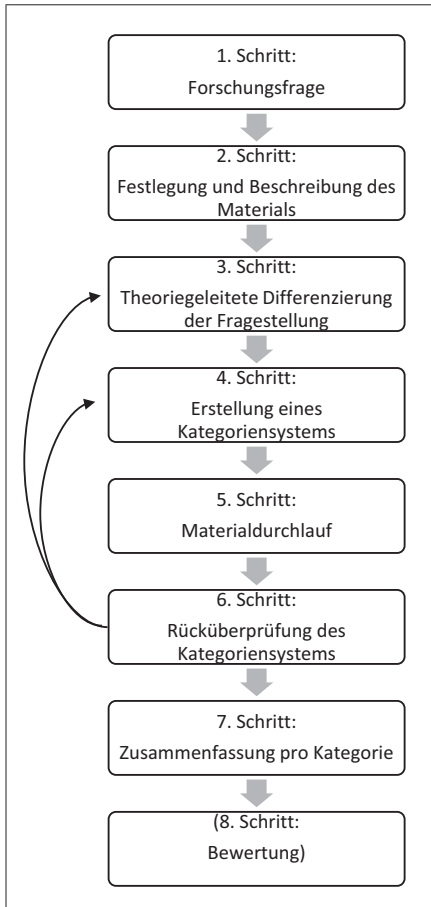 1. Schritt:
Forschungsfrage
2. Schritt:
Festlegung und Beschreibung des
Materials
3. Schritt:
Theoriegeleitete Differenzierung
der Fragestellung
4. Schritt:
Erstellung eines
Kategoriensystems
5. Schritt:
Materialdurchlauf
6. Schritt:
Rücküberprüfung des
Kategoriensystems
7. Schritt:
Zusammenfassung pro Kategorie
(8. Schritt:
Bewertung)